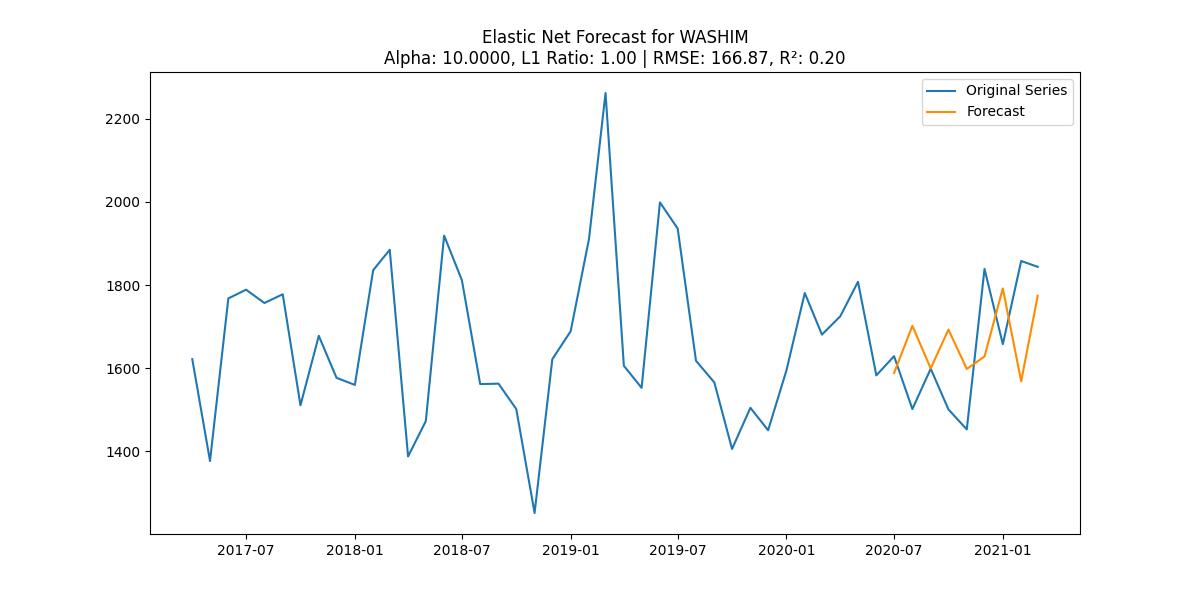 Elastic Net Forecast for WASHIM
Alpha: 10.0000, L1 Ratio: 1.00 | RMSE: 166.87, R²: 0.20
Original Series
Forecast
2200
2000
1800
1600
1400
2017-07 2018-01 2018-07 2019-01 2019-07 2020-01 2020-07 2021-01